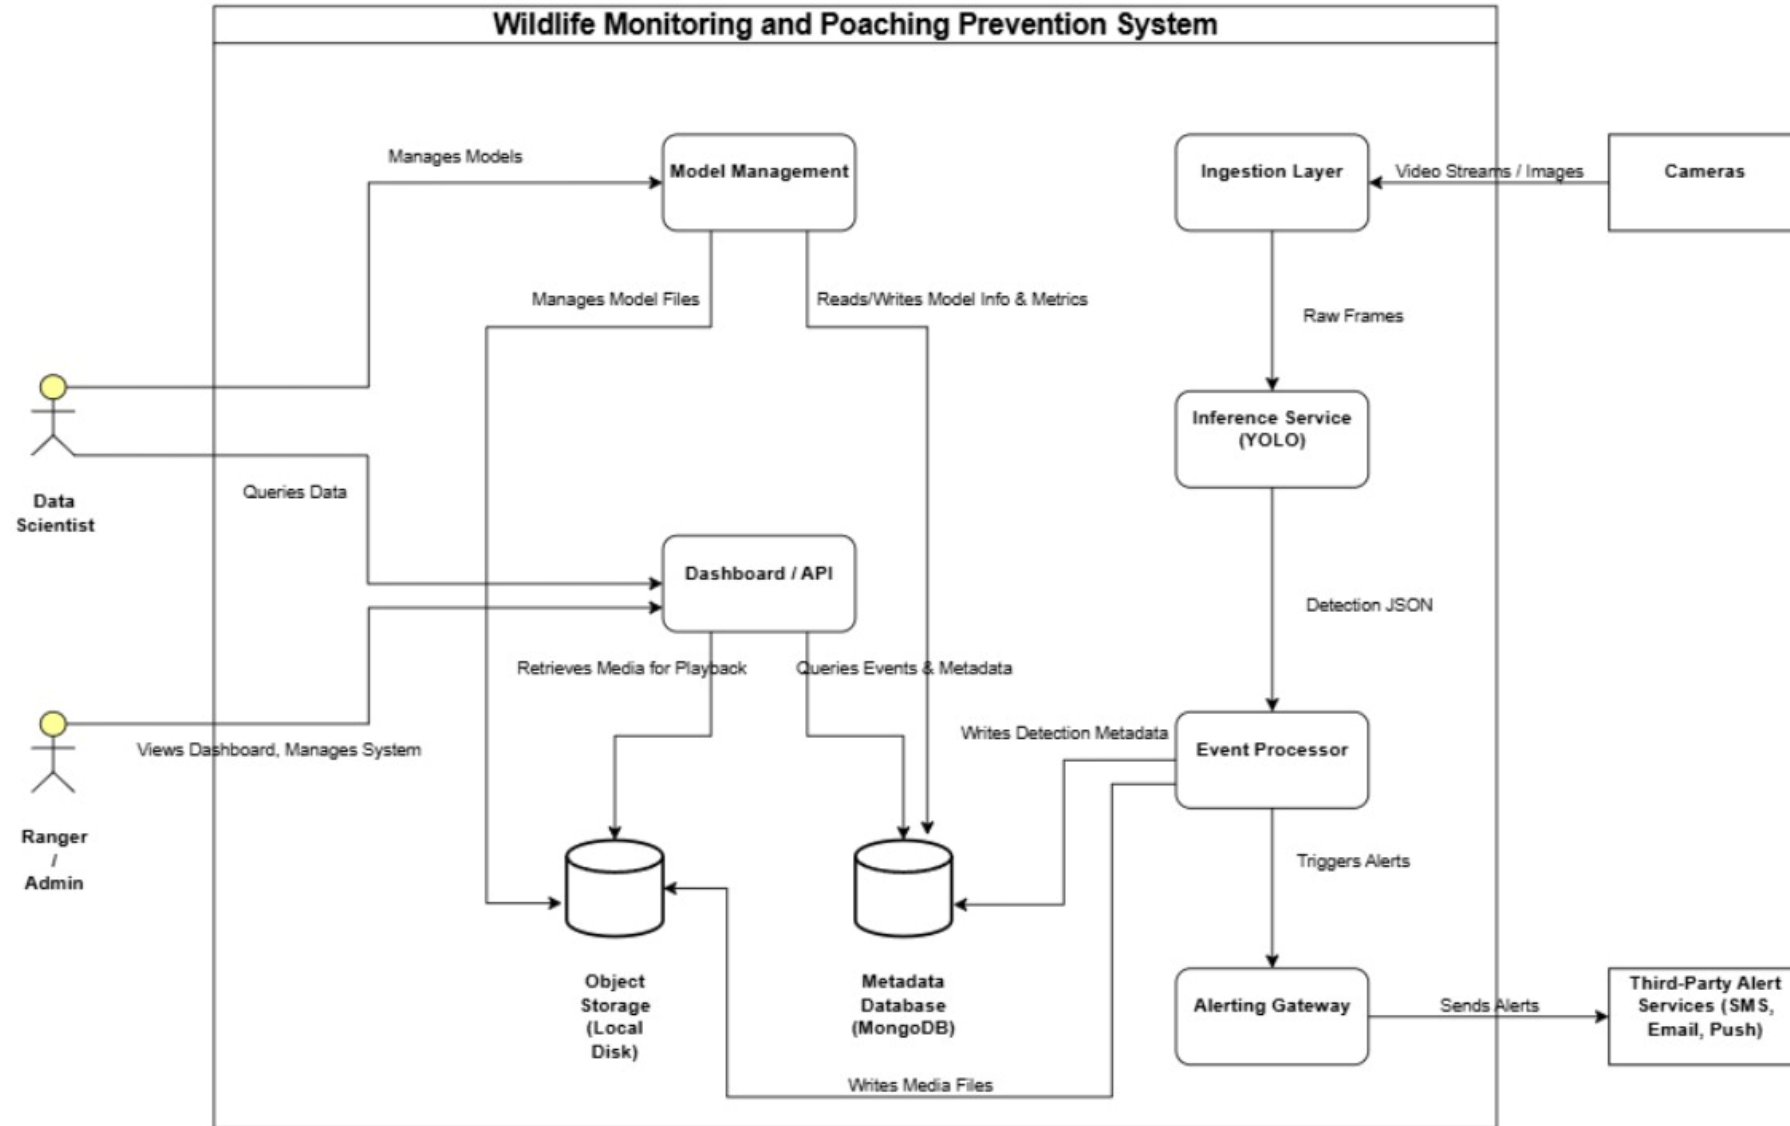 Wildlife Monitoring and Poaching Prevention System
Manages Models
Model Management
Ingestion Layer
Video Streams / Images
Cameras
Manages Model Files
Reads/Writes Model Info & Metrics
Raw Frames
Inference Service
(YOLO)
Data
Scientist
Queries Data
Dashboard / API
Detection JSON
Retrieves Media for Playback
Queries Events & Metadata
Writes Detection Metadata
Event Processor
Views Dashboard, Manages System
Ranger
/
Admin
Triggers Alerts
Object
Storage
(Local
Disk)
Metadata
Database
(MongoDB)
Alerting Gateway
Sends Alerts
Third-Party Alert
Services (SMS,
Email, Push)
Writes Media Files